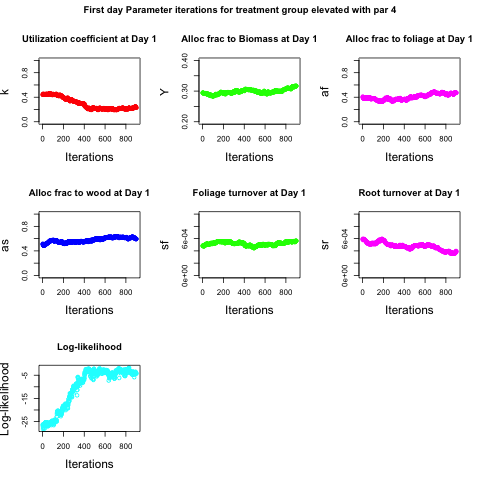 First day Parameter iterations for treatment group elevated with par 4
Utilization coefficient at Day 1
k
0.0 0.4 0.8
0 200 400 600 800
Iterations
Alloc frac to Biomass at Day 1
Y
0.20 0.30 0.40
0 200 400 600 800
Iterations
Alloc frac to foliage at Day 1
af
0.0 0.4 0.8
0 200 400 600 800
Iterations
Alloc frac to wood at Day 1
as
0.0 0.4 0.8
0 200 400 600 800
Iterations
Foliage turnover at Day 1
sf
0e+00 6e-04
0 200 400 600 800
Iterations
Root turnover at Day 1
sr
0e+00 6e-04
0 200 400 600 800
Iterations
Log-likelihood
Log-likelihood
-25 -15 -5
0 200 400 600 800
Iterations